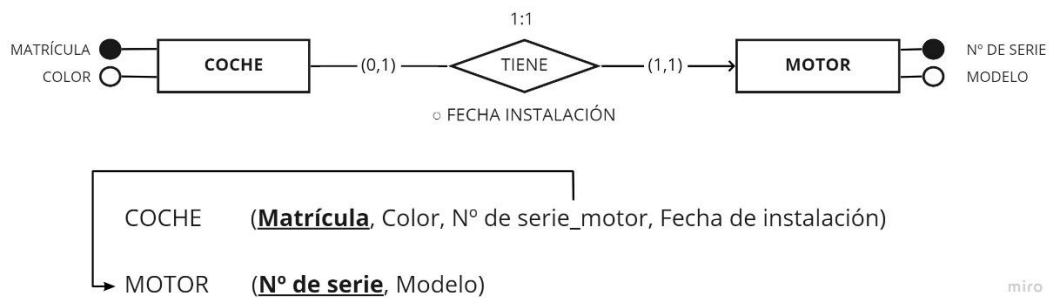 1:1
MATRÍCULA
COLOR
COCHE
(0,1)
TIENE
(1,1)
MOTOR
Nº DE SERIE
MODELO
FECHA INSTALACIÓN
COCHE (Matrícula, Color, Nº de serie_motor, Fecha de instalación)
MOTOR (Nº de serie, Modelo)
miro